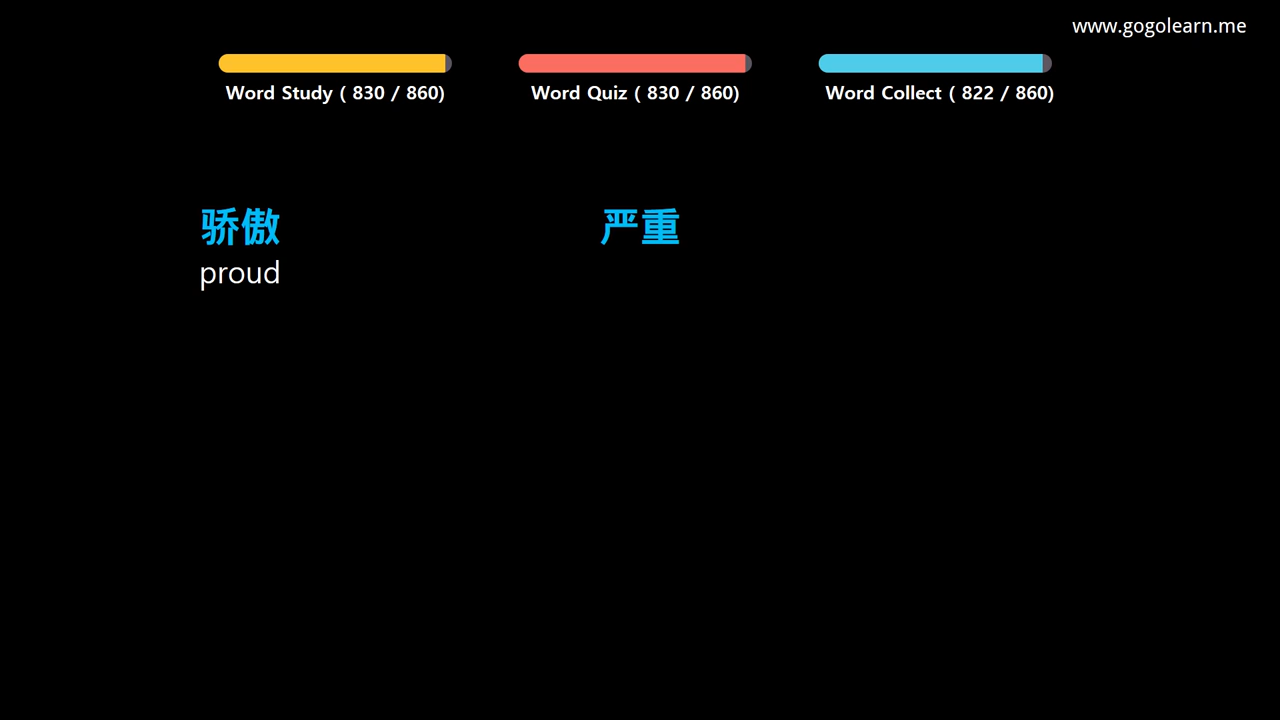 www.gogolearn.me
Word Study ( 830 / 860)
Word Quiz ( 830 / 860)
Word Collect ( 822 / 860)
骄傲
proud
严重